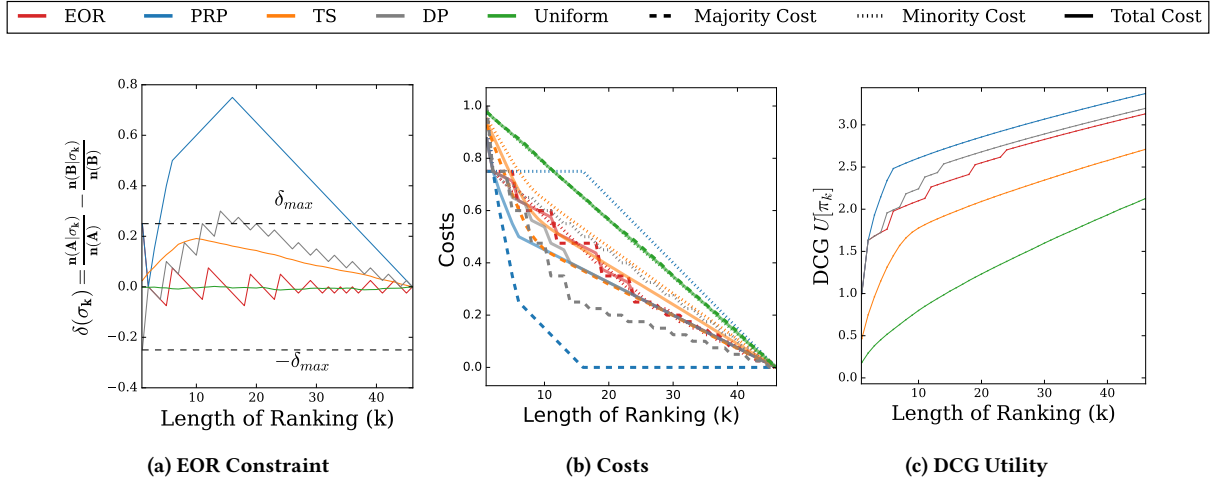 EOR PRP TS DP Uniform Majority Cost Minority Cost Total Cost
δ(σ_k) = n(A|σ_k)/n(A) − n(B|σ_k)/n(B)
0.8
0.6
0.4
0.2
0.0
−0.2
−0.4
δ_max
−δ_max
10 20 30 40
Length of Ranking (k)
(a) EOR Constraint
Costs
1.0
0.8
0.6
0.4
0.2
0.0
10 20 30 40
Length of Ranking (k)
(b) Costs
DCG U[π_k]
3.0
2.5
2.0
1.5
1.0
0.5
0.0
10 20 30 40
Length of Ranking (k)
(c) DCG Utility